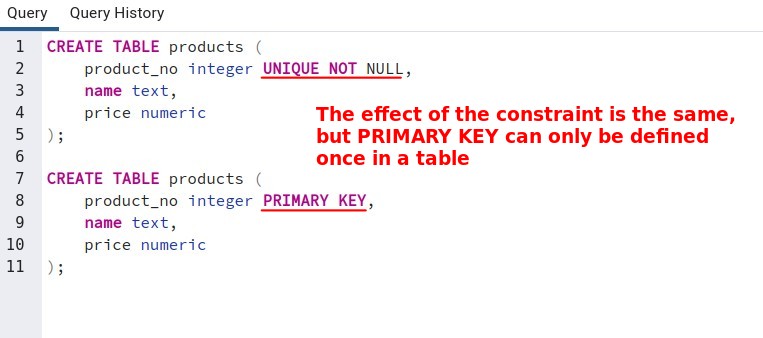 Query Query History
1 CREATE TABLE products (
2 product_no integer UNIQUE NOT NULL,
3 name text,
4 price numeric
5 );
6
7 CREATE TABLE products (
8 product_no integer PRIMARY KEY,
9 name text,
10 price numeric
11 );
The effect of the constraint is the same,
but PRIMARY KEY can only be defined
once in a table